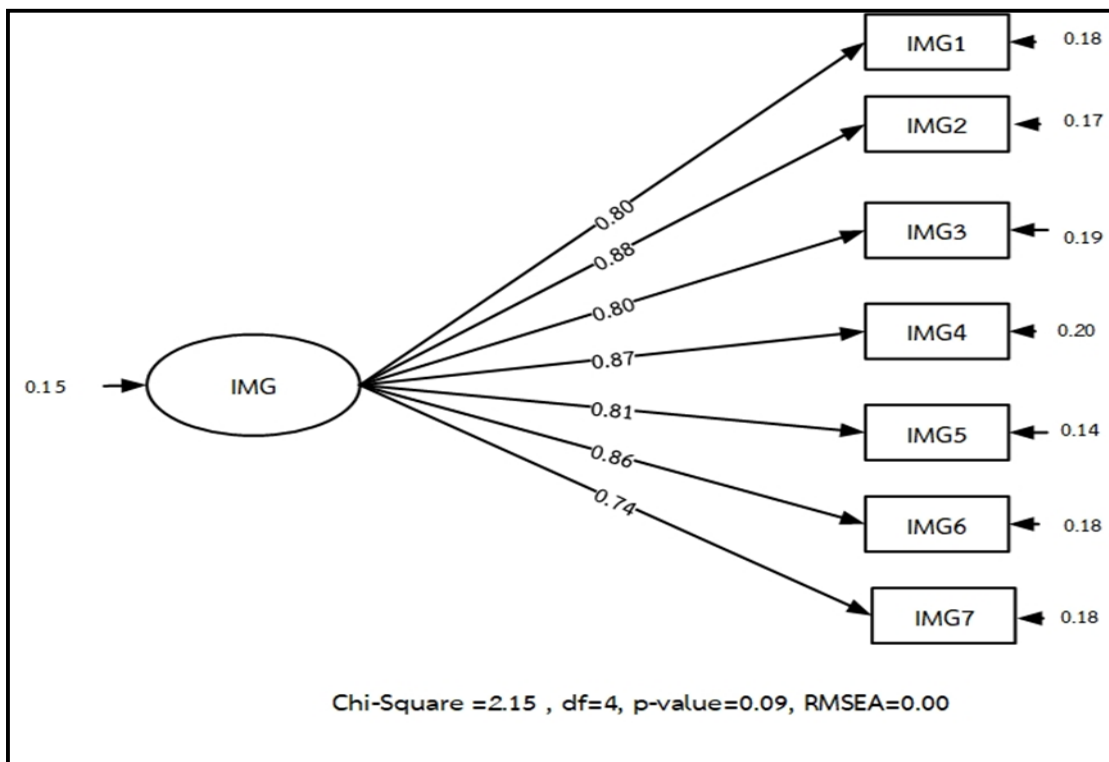 IMG1
0.18
IMG2
0.17
0.80
IMG3
0.19
0.88
0.80
IMG4
0.20
0.87
0.15
IMG
0.81
IMG5
0.14
0.86
0.74
IMG6
0.18
IMG7
0.18
Chi-Square =2.15 , df=4, p-value=0.09, RMSEA=0.00